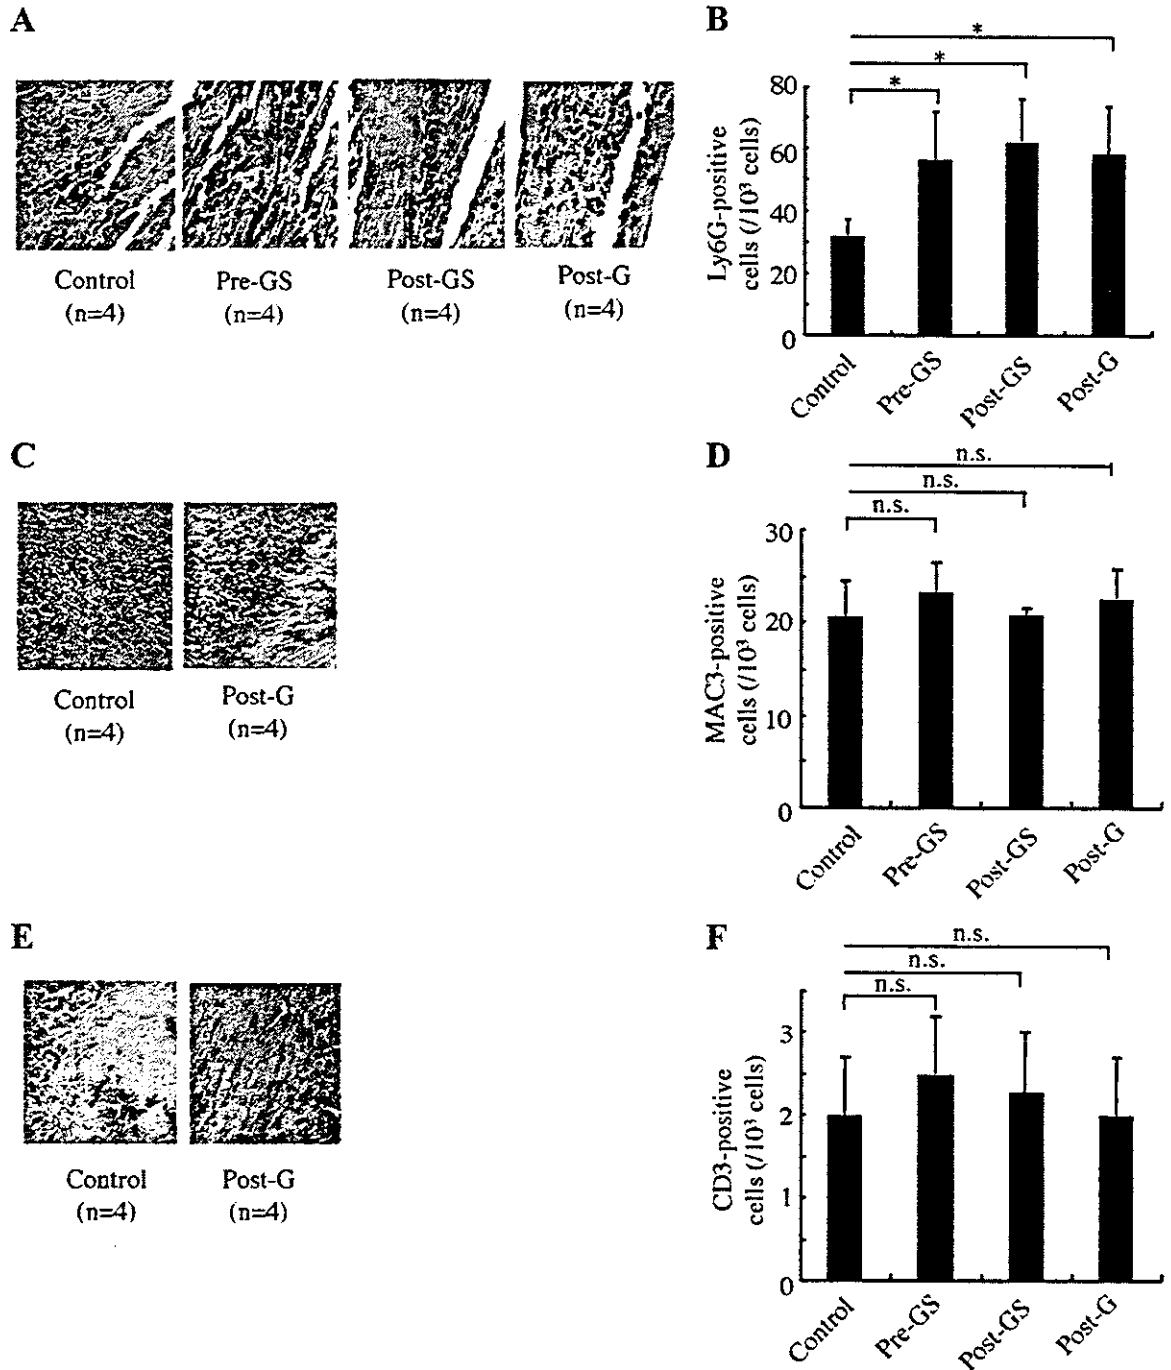 A
Control
(n=4)
Pre-GS
(n=4)
Post-GS
(n=4)
Post-G
(n=4)
B
*
*
*
Ly6G-positive
cells (/10³ cells)
80
60
40
20
0
Control
Pre-GS
Post-GS
Post-G
C
Control
(n=4)
Post-G
(n=4)
D
n.s.
n.s.
n.s.
MAC3-positive
cells (/10³ cells)
30
20
10
0
Control
Pre-GS
Post-GS
Post-G
E
Control
(n=4)
Post-G
(n=4)
F
n.s.
n.s.
n.s.
CD3-positive
cells (/10³ cells)
3
2
1
0
Control
Pre-GS
Post-GS
Post-G